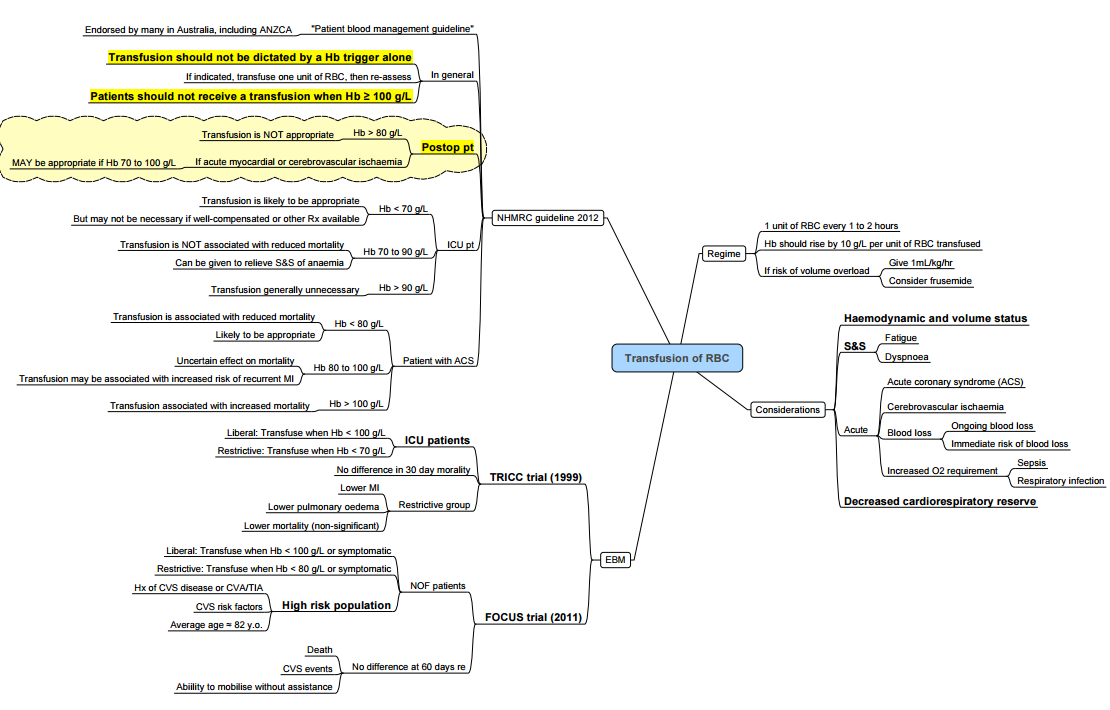 Transfusion of RBC
NHMRC guideline 2012
"Patient blood management guideline"
Endorsed by many in Australia, including ANZCA
In general
Transfusion should not be dictated by a Hb trigger alone
If indicated, transfuse one unit of RBC, then re-assess
Patients should not receive a transfusion when Hb ≥ 100 g/L
Postop pt
Hb > 80 g/L
Transfusion is NOT appropriate
If acute myocardial or cerebrovascular ischaemia
MAY be appropriate if Hb 70 to 100 g/L
ICU pt
Hb < 70 g/L
Transfusion is likely to be appropriate
But may not be necessary if well-compensated or other Rx available
Hb 70 to 90 g/L
Transfusion is NOT associated with reduced mortality
Can be given to relieve S&S of anaemia
Hb > 90 g/L
Transfusion generally unnecessary
Patient with ACS
Hb < 80 g/L
Transfusion is associated with reduced mortality
Likely to be appropriate
Hb 80 to 100 g/L
Uncertain effect on mortality
Transfusion may be associated with increased risk of recurrent MI
Hb > 100 g/L
Transfusion associated with increased mortality
Regime
1 unit of RBC every 1 to 2 hours
Hb should rise by 10 g/L per unit of RBC transfused
If risk of volume overload
Give 1mL/kg/hr
Consider frusemide
Considerations
Haemodynamic and volume status
S&S
Fatigue
Dyspnoea
Acute
Acute coronary syndrome (ACS)
Cerebrovascular ischaemia
Blood loss
Ongoing blood loss
Immediate risk of blood loss
Increased O2 requirement
Sepsis
Respiratory infection
Decreased cardiorespiratory reserve
EBM
TRICC trial (1999)
ICU patients
Liberal: Transfuse when Hb < 100 g/L
Restrictive: Transfuse when Hb < 70 g/L
No difference in 30 day morality
Restrictive group
Lower MI
Lower pulmonary oedema
Lower mortality (non-significant)
FOCUS trial (2011)
NOF patients
Liberal: Transfuse when Hb < 100 g/L or symptomatic
Restrictive: Transfuse when Hb < 80 g/L or symptomatic
High risk population
Hx of CVS disease or CVA/TIA
CVS risk factors
Average age ≈ 82 y.o.
No difference at 60 days re
Death
CVS events
Abiility to mobilise without assistance